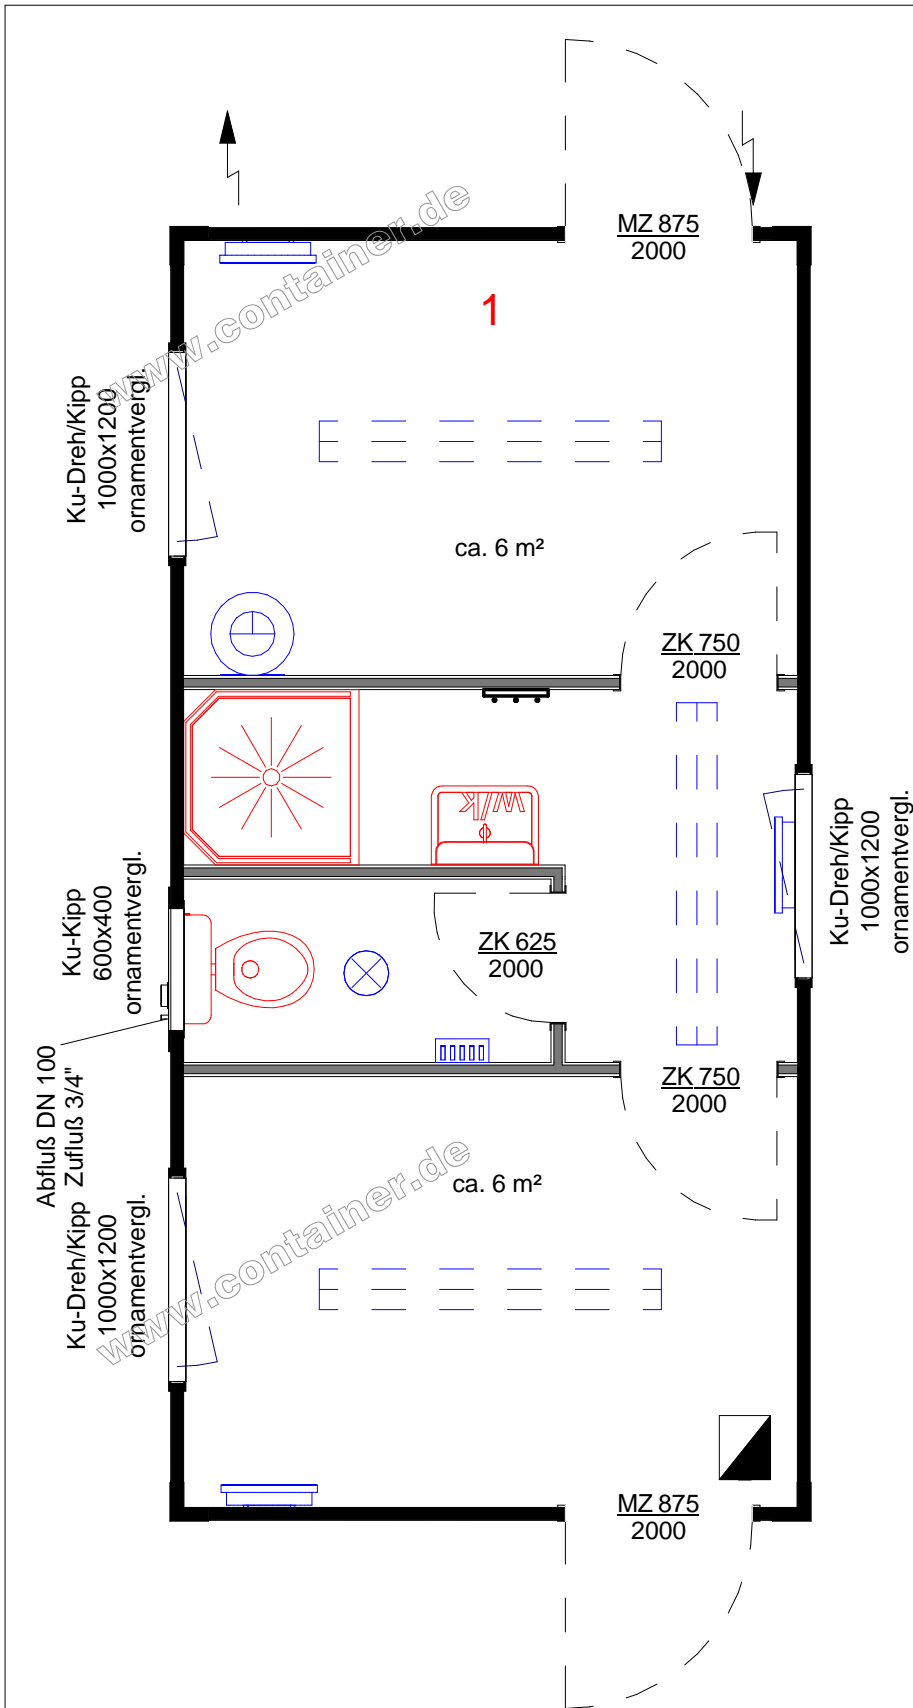 MZ 875
2000
www.container.de
1
Ku-Dreh/Kipp
1000x1200
ornamentvergl.
ca. 6 m²
ZK 750
2000
W/K
Ku-Dreh/Kipp
1000x1200
ornamentvergl.
Ku-Kipp
600x400
ornamentvergl.
ZK 625
2000
Abfluß DN 100
Zufluß 3/4"
ZK 750
2000
www.container.de
ca. 6 m²
Ku-Dreh/Kipp
1000x1200
ornamentvergl.
MZ 875
2000